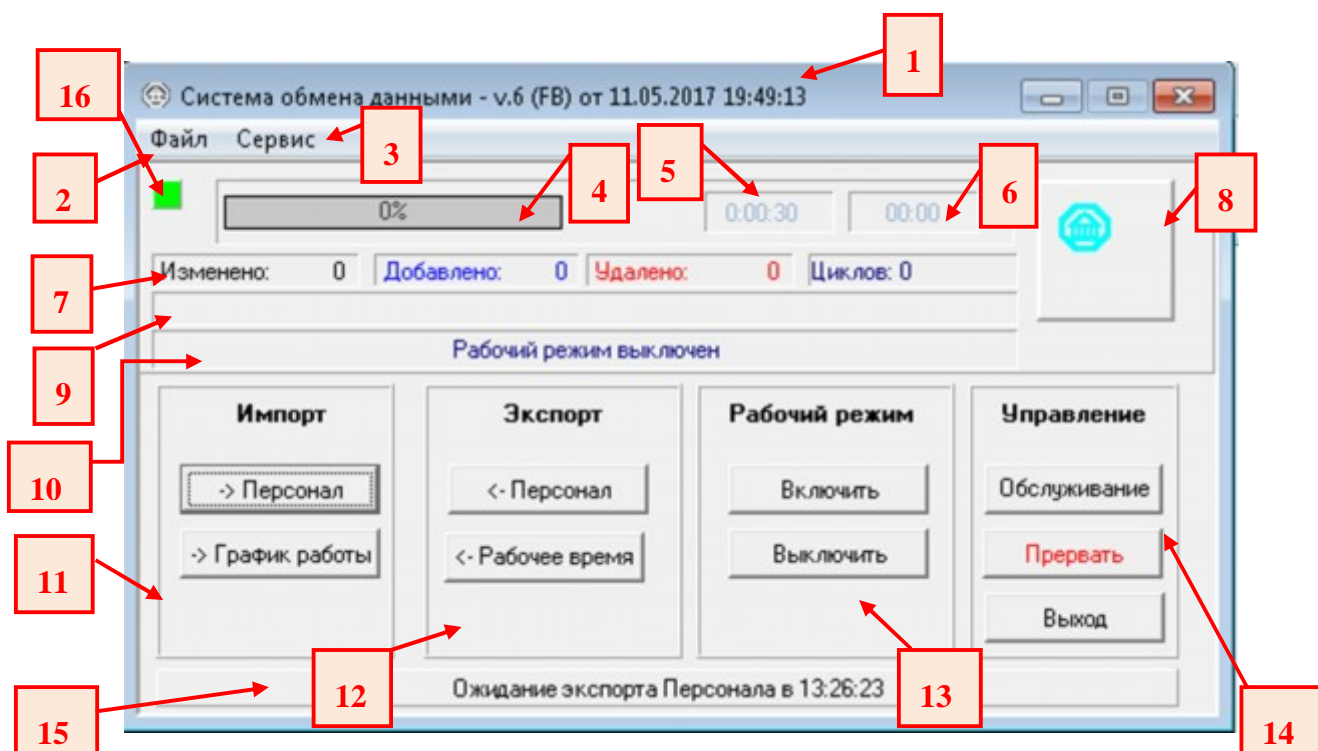 1
16
Система обмена данными - v.6 (FB) от 11.05.2017 19:49:13
Файл Сервис
3
2
4
5
6
8
0%
0:00:30
00:00
7
Изменено: 0 Добавлено: 0 Удалено: 0 Циклов: 0
9
Рабочий режим выключен
10
Импорт
Экспорт
Рабочий режим
Управление
-> Персонал
<- Персонал
Включить
Обслуживание
11
-> График работы
<- Рабочее время
Выключить
Прервать
Выход
12
13
15
Ожидание экспорта Персонала в 13:26:23
14